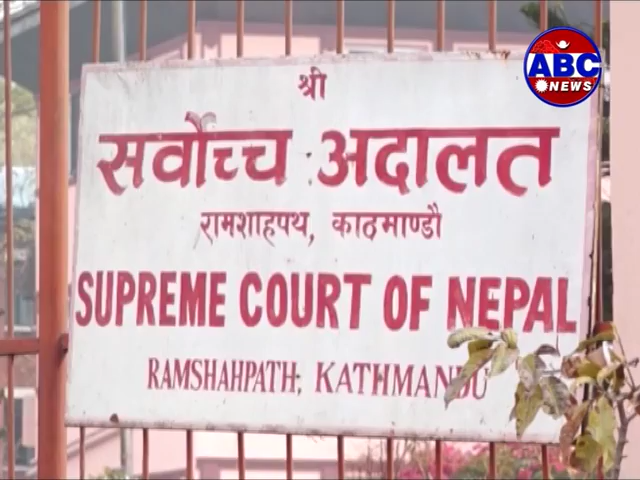 ABC
NEWS
श्री
सर्वोच्च अदालत
रामशाहपथ, काठमाण्डौ
SUPREME COURT OF NEPAL
RAMSHAHPATH, KATHMANDU